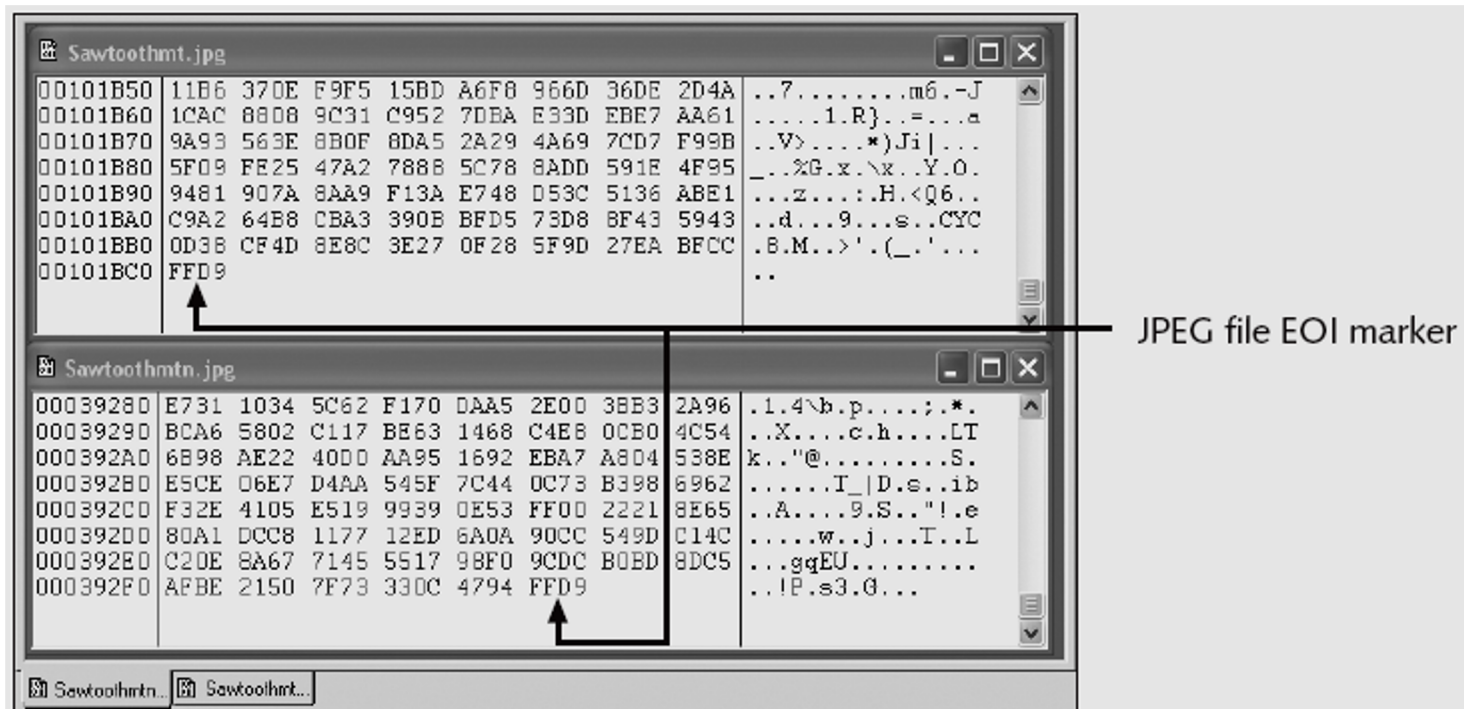 Sawtoothmt.jpg
00101B50 11B6 370E F9F5 15BD A6F8 966D 36DE 2D4A ..7........m6.-J
00101B60 1CAC 8808 9C31 C952 7DBA E33D EBE7 AA61 .....1.R}..=...a
00101B70 9A93 563E 8B0F 8DA5 2A29 4A69 7CD7 F99B ..V>....*)Ji|...
00101B80 5F09 FE25 47A2 7888 5C78 8ADD 591E 4F95 _..%G.x.\x..Y.O.
00101B90 9481 907A 8AA9 F13A E748 D53C 5136 ABE1 ...z...:.H.<Q6..
00101BA0 C9A2 64B8 CBA3 390B BFD5 73D8 BF43 5943 ..d...9...s..CYC
00101BB0 0D38 CF4D 8E8C 3E27 0F28 5F9D 27EA BFCC .8.M..>'.(_.'...
00101BC0 FFD9 ..
JPEG file EOI marker
Sawtoothmtn.jpg
00039280 E731 1034 5C62 F170 DAA5 2E00 3BB3 2A96 .1.4\b.p....;.*.
00039290 BCA6 5802 C117 BE63 1468 C4E8 0CB0 4C54 ..X....c.h....LT
000392A0 6B98 AE22 40D0 AA95 1692 EBA7 A804 538E k.."@.........S.
000392B0 E5CE 06E7 D4AA 545F 7C44 0C73 B398 6962 ......T_|D.s..ib
000392C0 F32E 4105 E519 9939 0E53 FF00 2221 8E65 ..A....9.S.."!.e
000392D0 80A1 DCC8 1177 12ED 6A0A 90CC 549D C14C .....w..j...T..L
000392E0 C20E 8A67 7145 5517 98F0 9CDC B0BD 8DC5 ...gqEU.........
000392F0 AFBE 2150 7F73 330C 4794 FFD9 ..!P.s3.G...
Sawtoothmtn... Sawtoothmt...